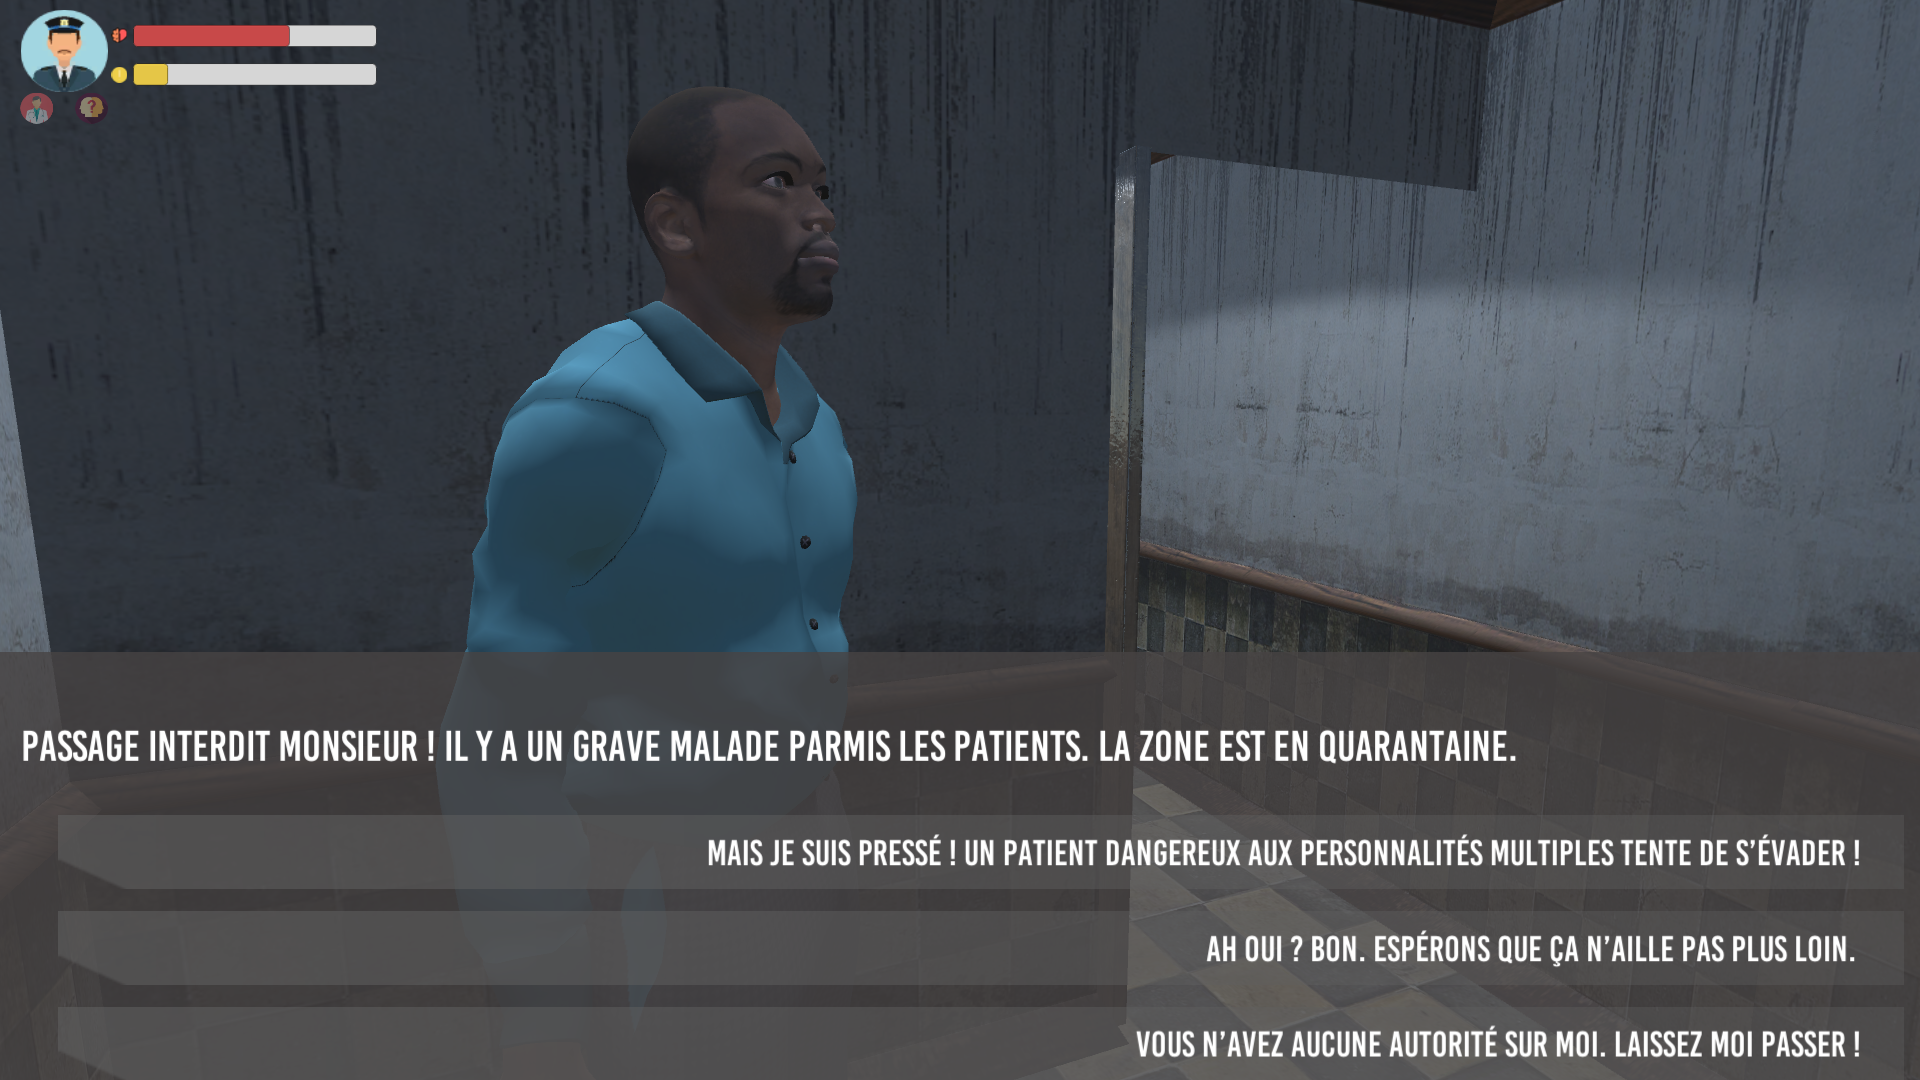 PASSAGE INTERDIT MONSIEUR ! IL Y A UN GRAVE MALADE PARMIS LES PATIENTS. LA ZONE EST EN QUARANTAINE.
MAIS JE SUIS PRESSÉ ! UN PATIENT DANGEREUX AUX PERSONNALITÉS MULTIPLES TENTE DE S’ÉVADER !
AH OUI ? BON. ESPÉRONS QUE ÇA N’AILLE PAS PLUS LOIN.
VOUS N’AVEZ AUCUNE AUTORITÉ SUR MOI. LAISSEZ MOI PASSER !